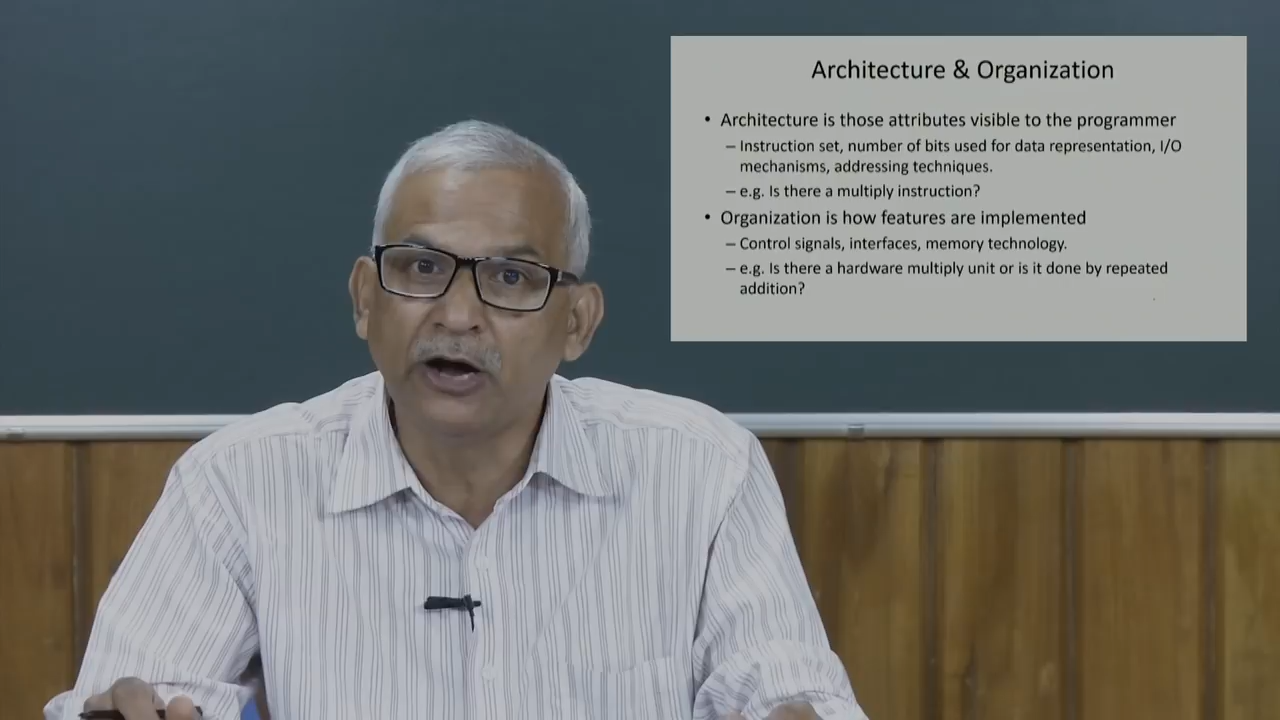 Architecture & Organization
• Architecture is those attributes visible to the programmer
– Instruction set, number of bits used for data representation, I/O
mechanisms, addressing techniques.
– e.g. Is there a multiply instruction?
• Organization is how features are implemented
– Control signals, interfaces, memory technology.
– e.g. Is there a hardware multiply unit or is it done by repeated
addition?